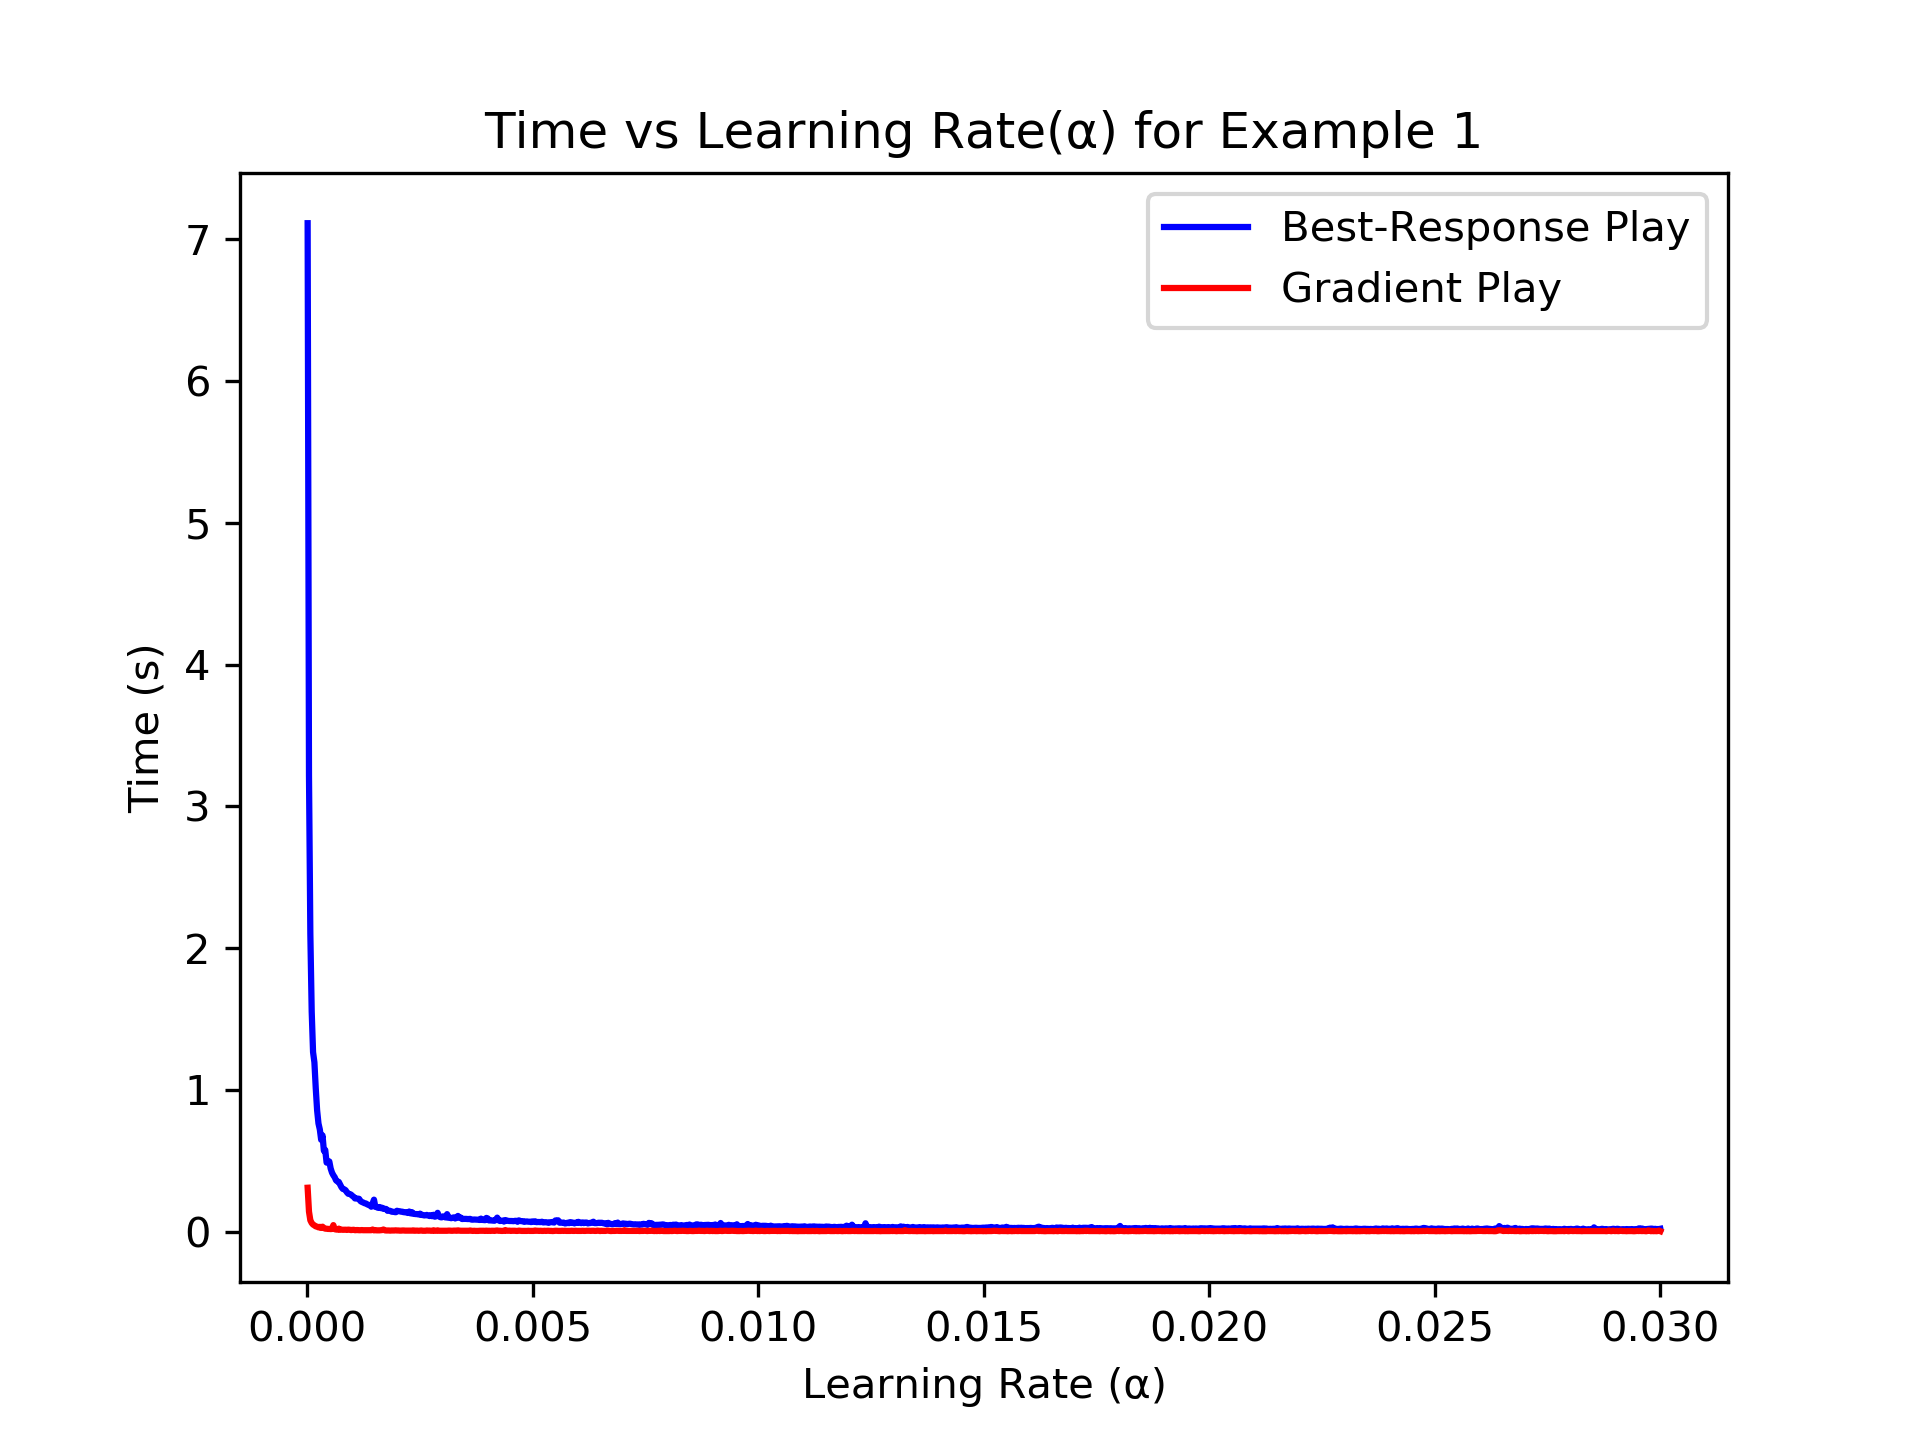 Time vs Learning Rate(α) for Example 1
Best-Response Play
Gradient Play
7
6
5
4
3
2
1
0
Time (s)
0.000 0.005 0.010 0.015 0.020 0.025 0.030
Learning Rate (α)